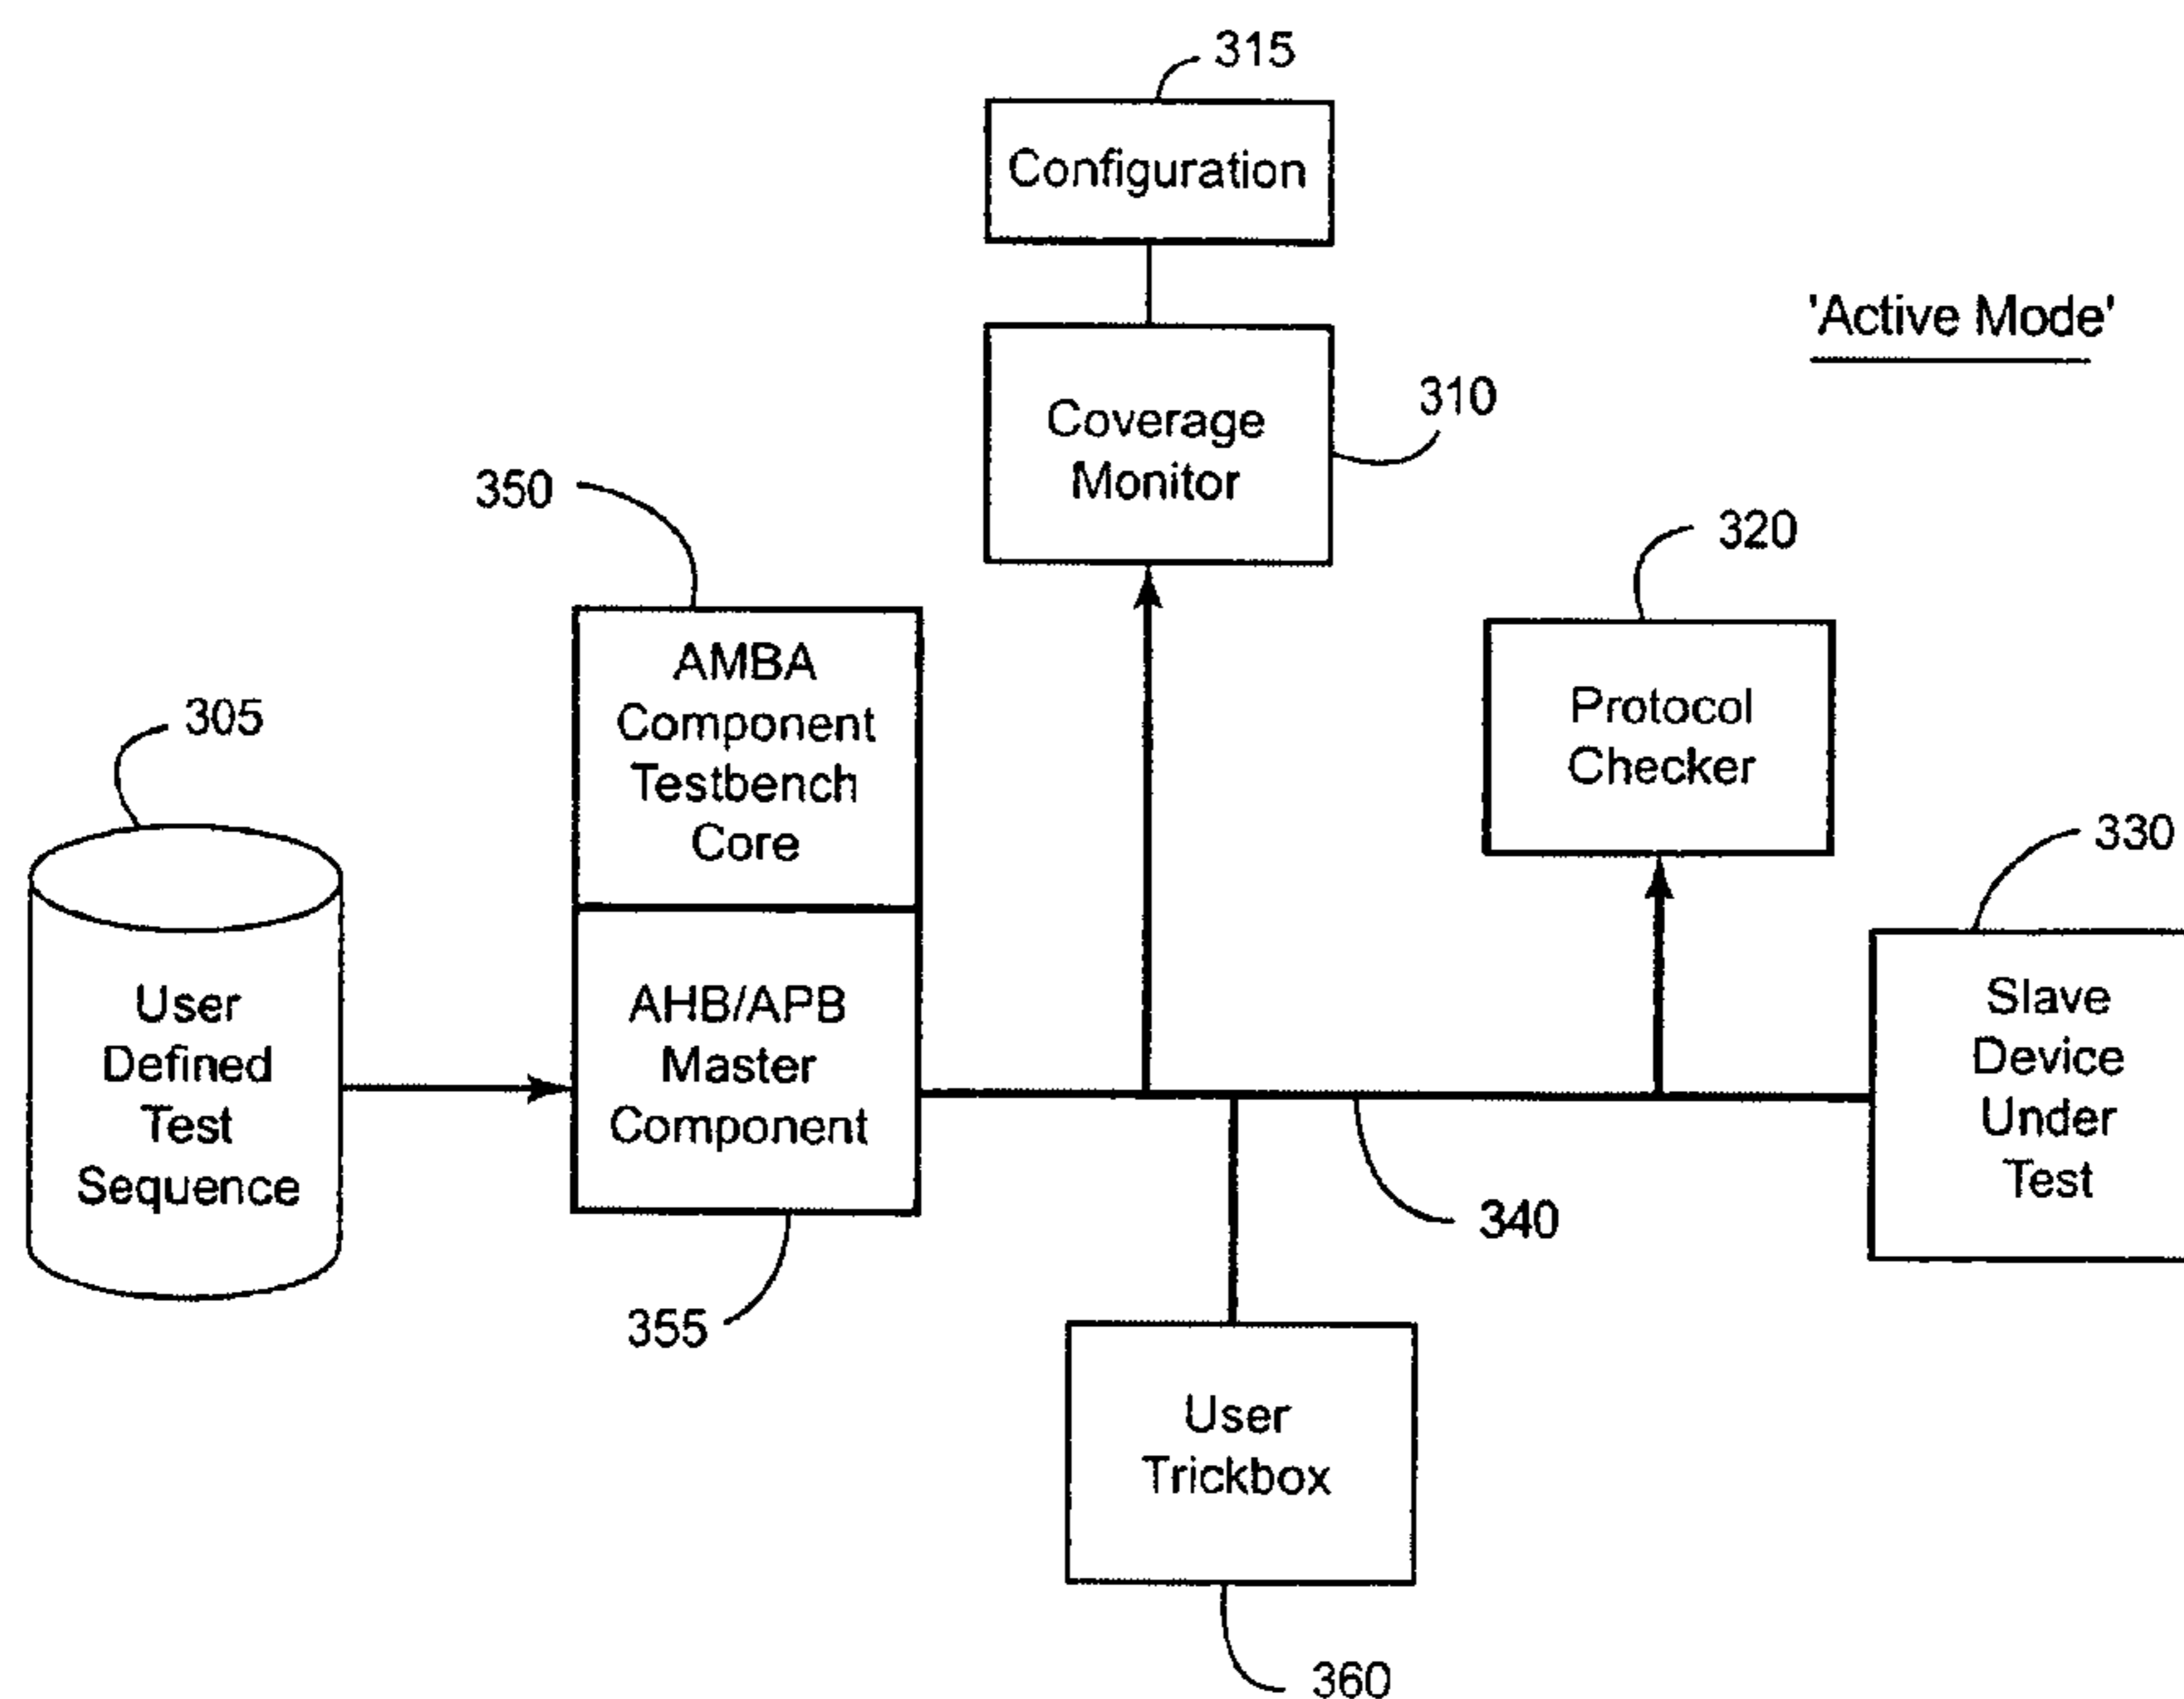 315
Configuration
'Active Mode'
310
Coverage
Monitor
350
320
AMBA
Component
Testbench
Core
Protocol
Checker
305
330
User
Defined
Test
Sequence
AHB/APB
Master
Component
Slave
Device
Under
Test
340
355
User
Trickbox
360